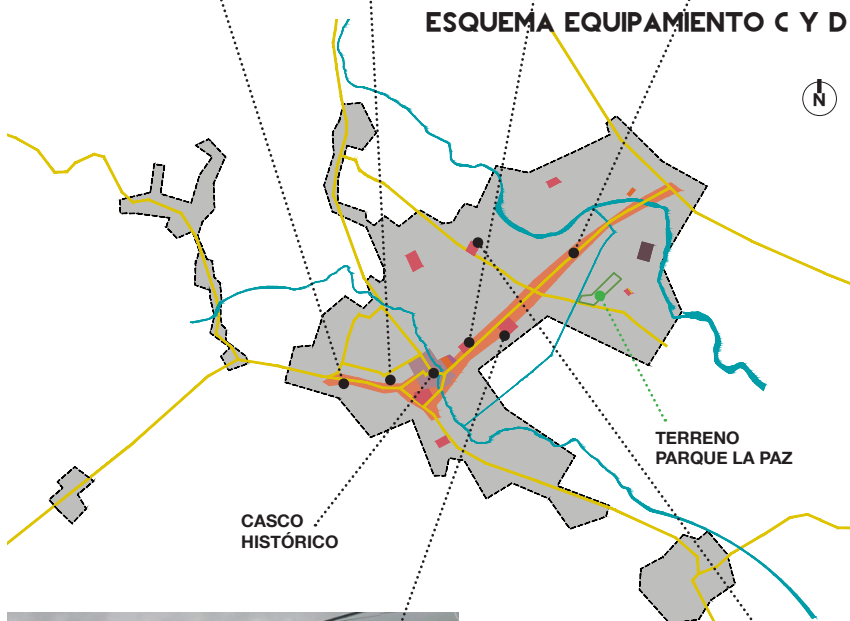 ESQUEMA EQUIPAMIENTO C Y D
N
TERRENO
PARQUE LA PAZ
CASCO
HISTÓRICO